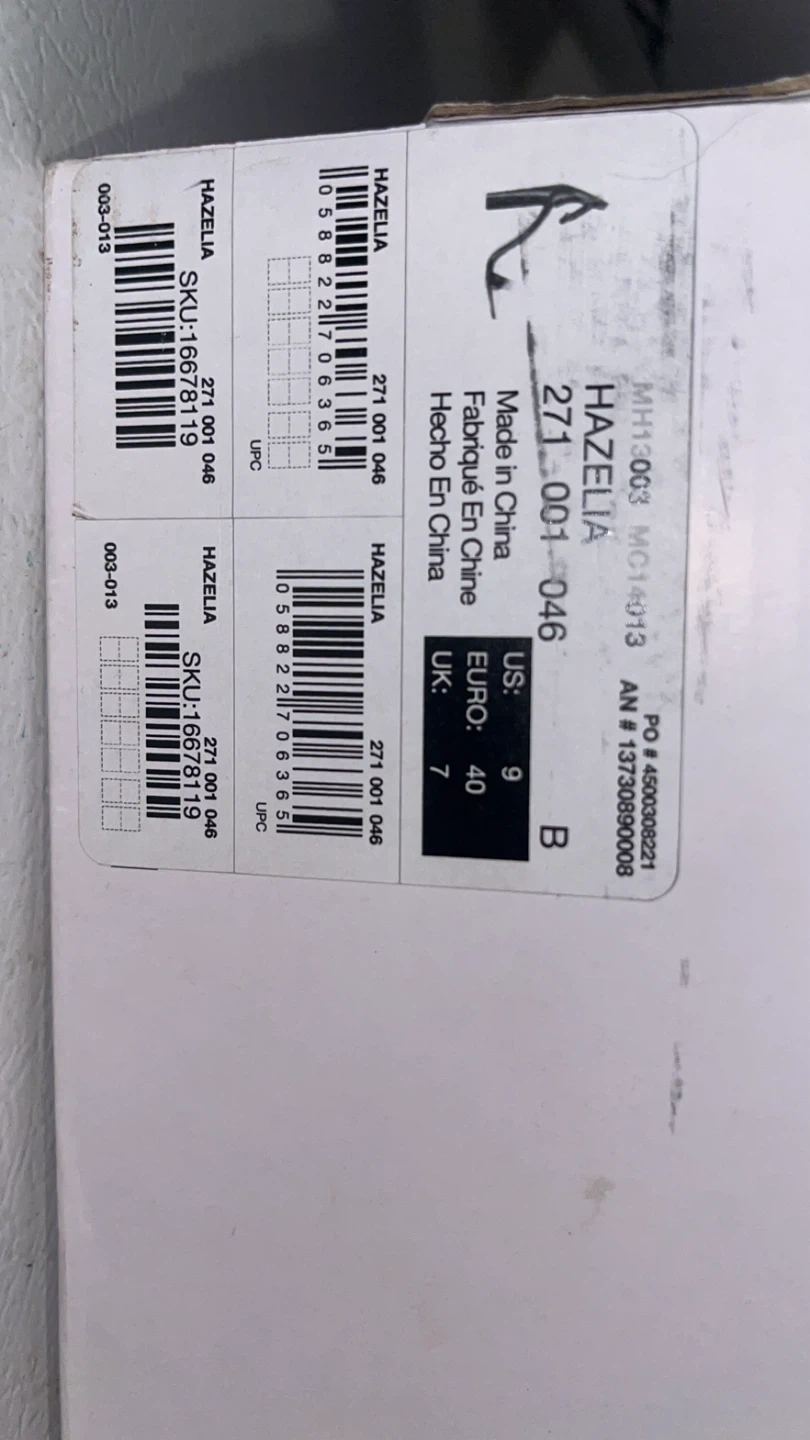 PO # 4500308221
MH13003 MC14013 AN # 13730890008
HAZELIA
271 001 046 B
Made in China
Fabriqué En Chine
Hecho En China
US: 9
EURO: 40
UK: 7
HAZELIA 271 001 046
0 58822 70636 5
UPC
HAZELIA 271 001 046
0 58822 70636 5
UPC
HAZELIA 271 001 046
SKU:16678119
003-013
HAZELIA 271 001 046
SKU:16678119
003-013